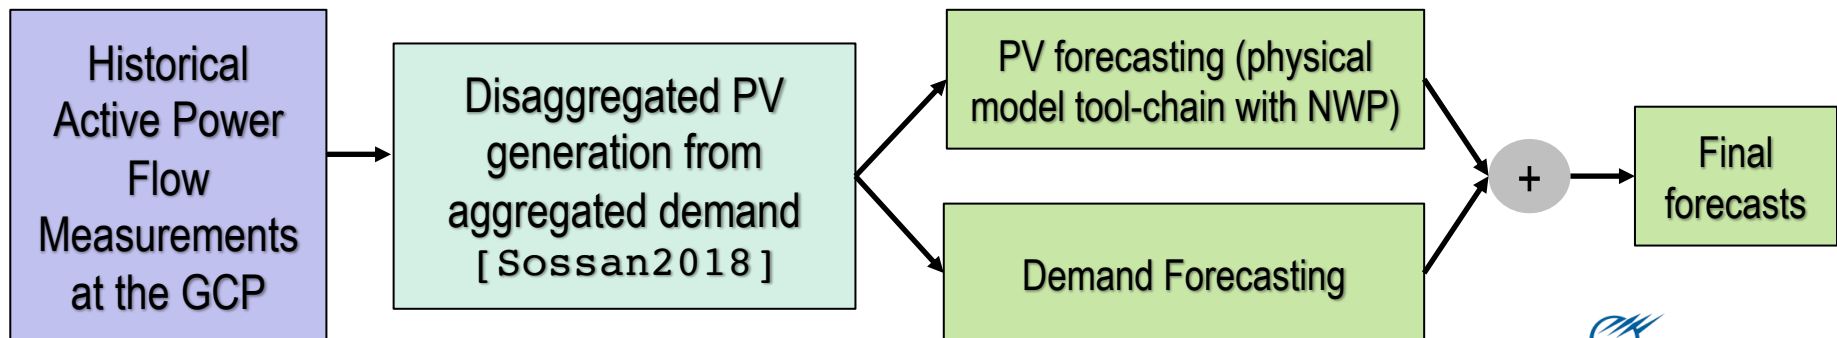 Historical
Active Power
Flow
Measurements
at the GCP
Disaggregated PV
generation from
aggregated demand
[Sossan2018]
PV forecasting (physical
model tool-chain with NWP)
Demand Forecasting
+
Final
forecasts